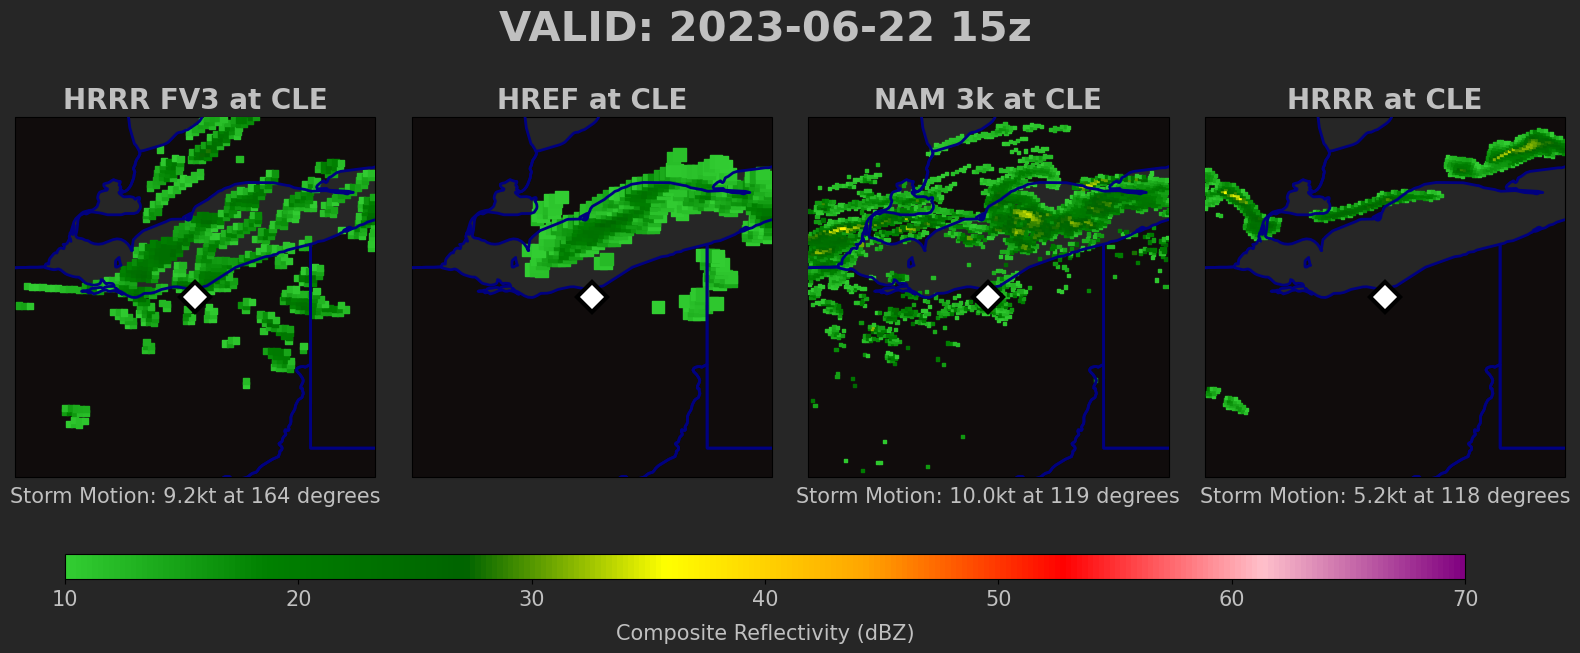 VALID: 2023-06-22 15z
HRRR FV3 at CLE
HREF at CLE
NAM 3k at CLE
HRRR at CLE
Storm Motion: 9.2kt at 164 degrees
Storm Motion: 10.0kt at 119 degrees
Storm Motion: 5.2kt at 118 degrees
10 20 30 40 50 60 70
Composite Reflectivity (dBZ)